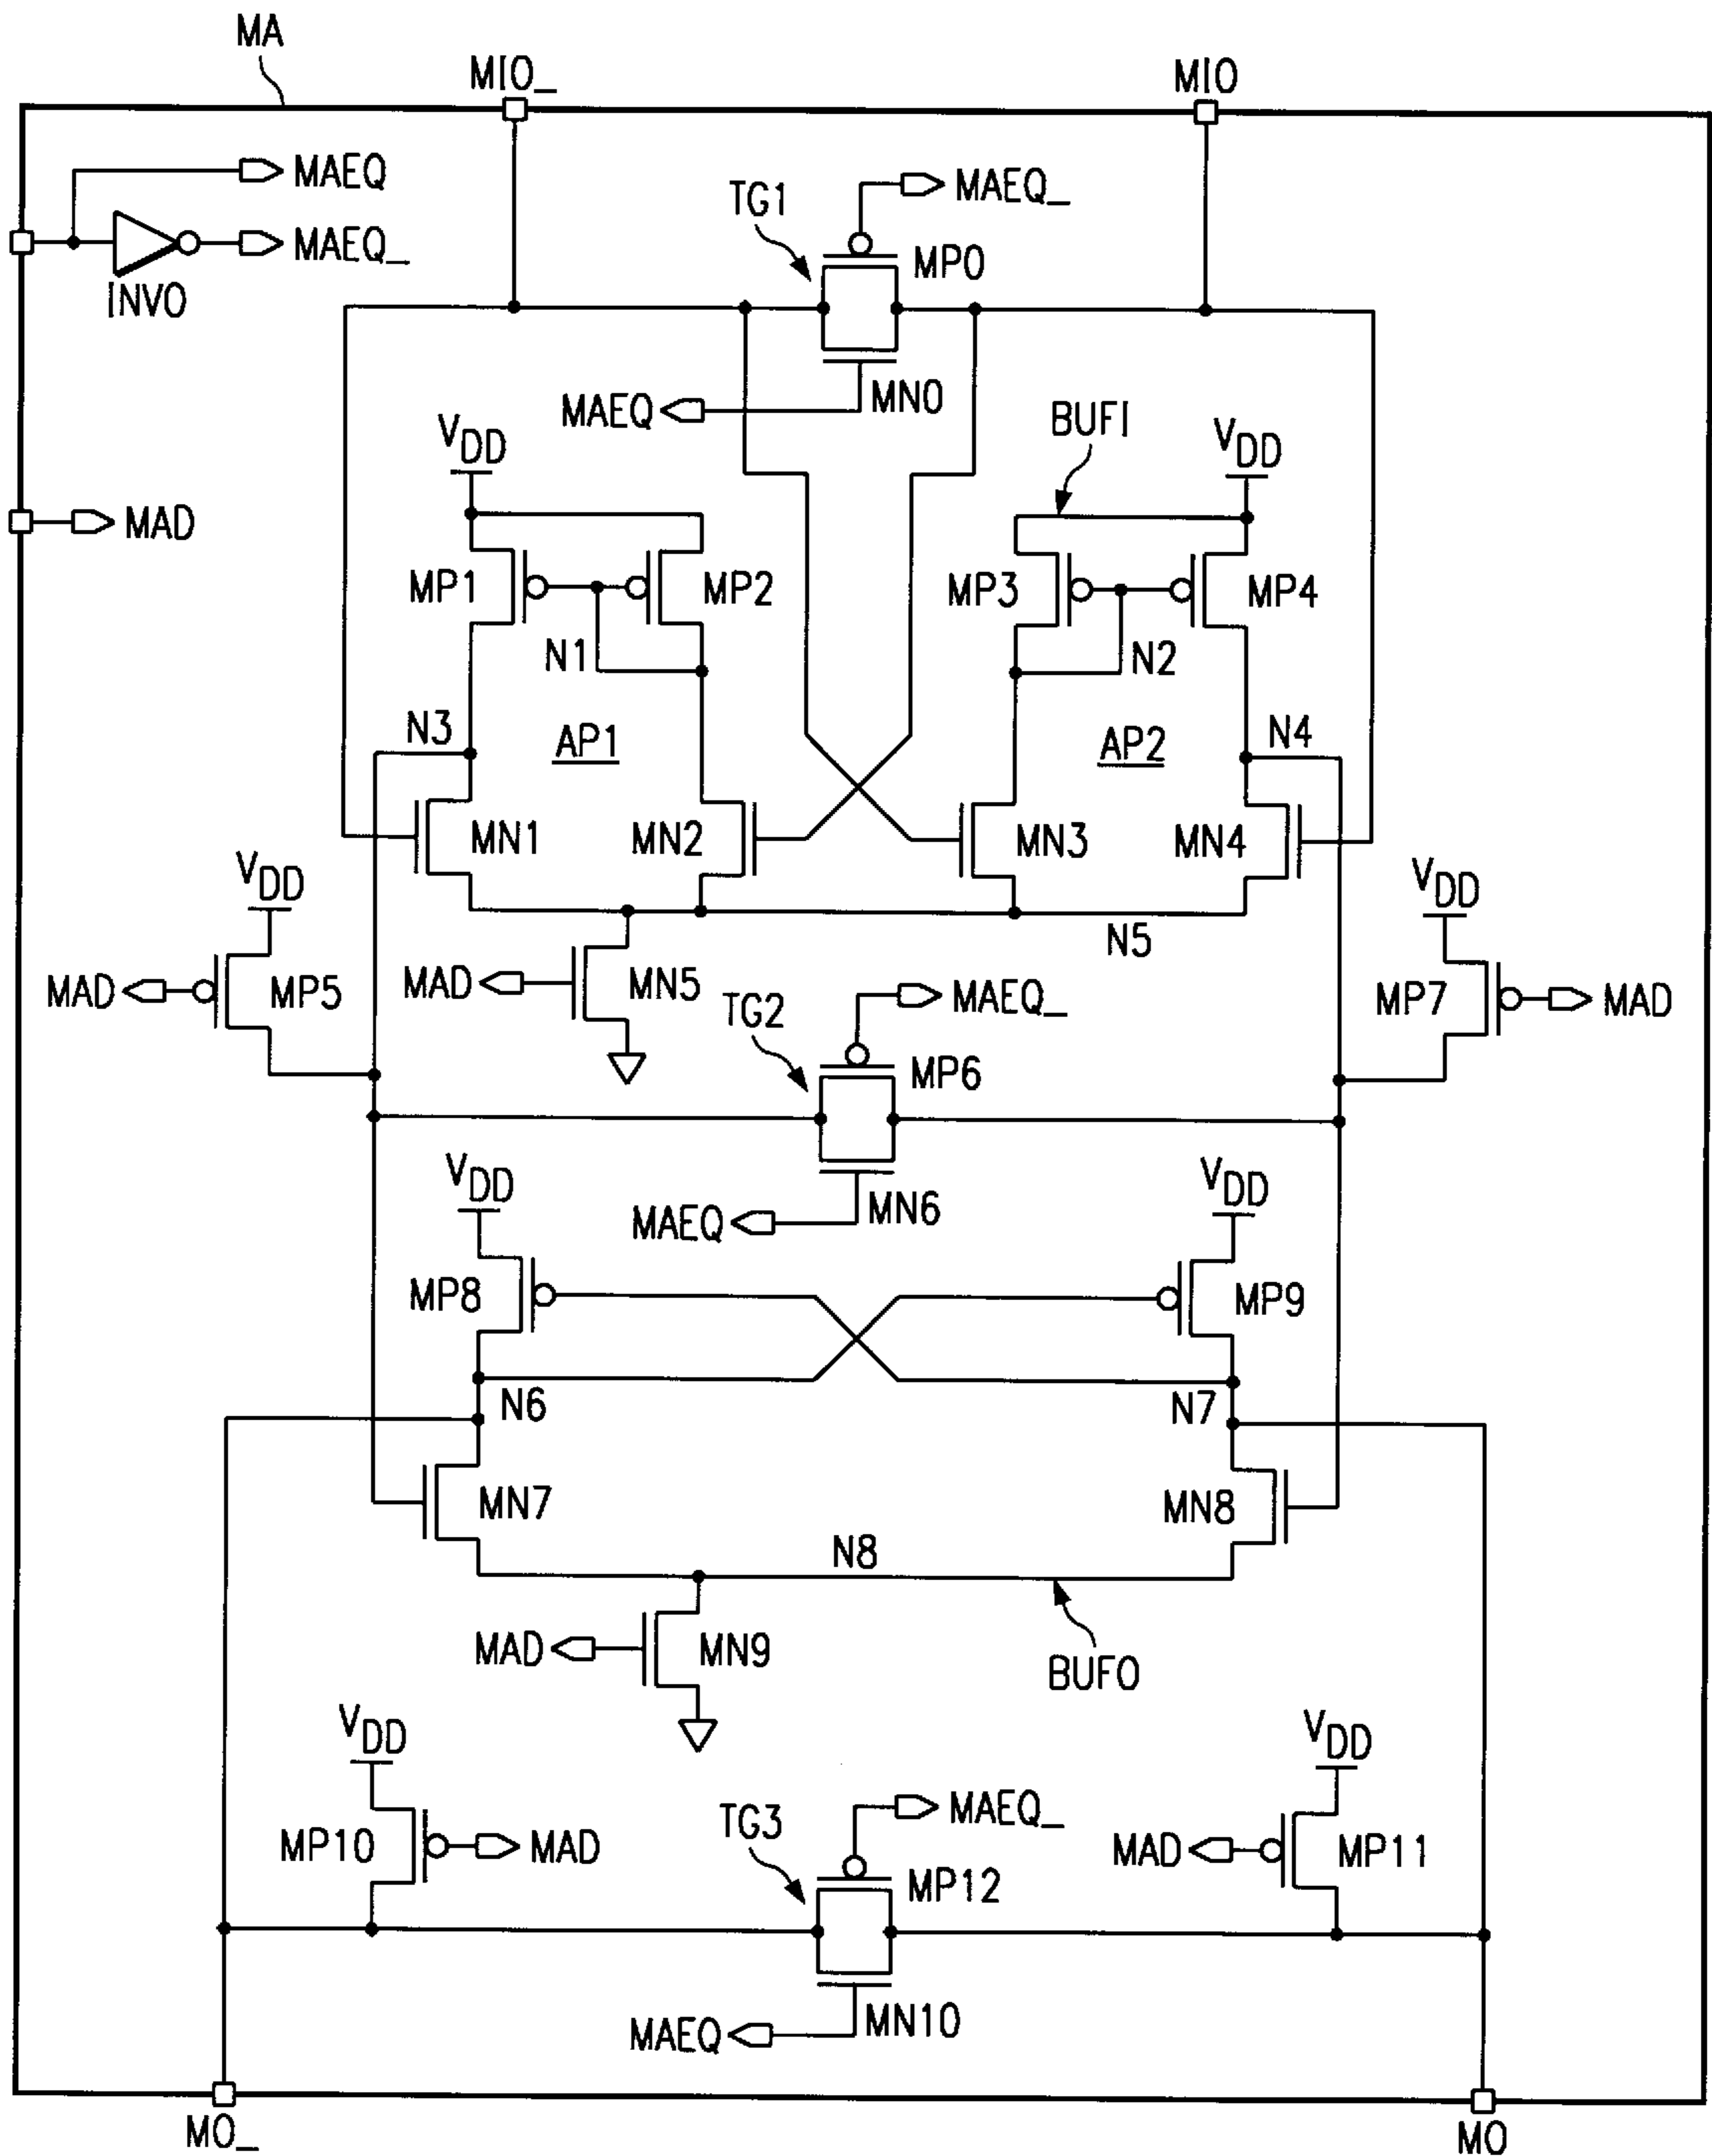 MA
MIO_
MIO
MAEQ
MAEQ_
INV0
MAEQ_
TG1
MP0
MN0
MAEQ
BUFI
VDD
VDD
MAD
MP1
MP2
MP3
MP4
N1
N2
N3
AP1
AP2
N4
MN1
MN2
MN3
MN4
VDD
VDD
N5
MAD
MP5
MAD
MN5
MAEQ_
MP7
MAD
TG2
MP6
VDD
VDD
MAEQ
MN6
MP8
MP9
N6
N7
MN7
MN8
N8
MAD
MN9
BUFO
VDD
VDD
MAEQ_
TG3
MP10
MAD
MAD
MP11
MP12
MAEQ
MN10
MO_
MO